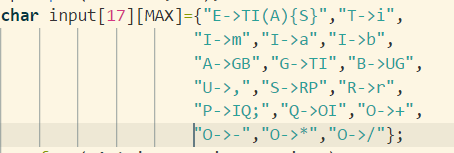 char input[17][MAX]={"E->TI(A){S}","T->i",
"I->m","I->a","I->b",
"A->GB","G->TI","B->UG",
"U->,","S->RP","R->r",
"P->IQ;","Q->OI","O->+",
"O->-","O->*","O->/"};